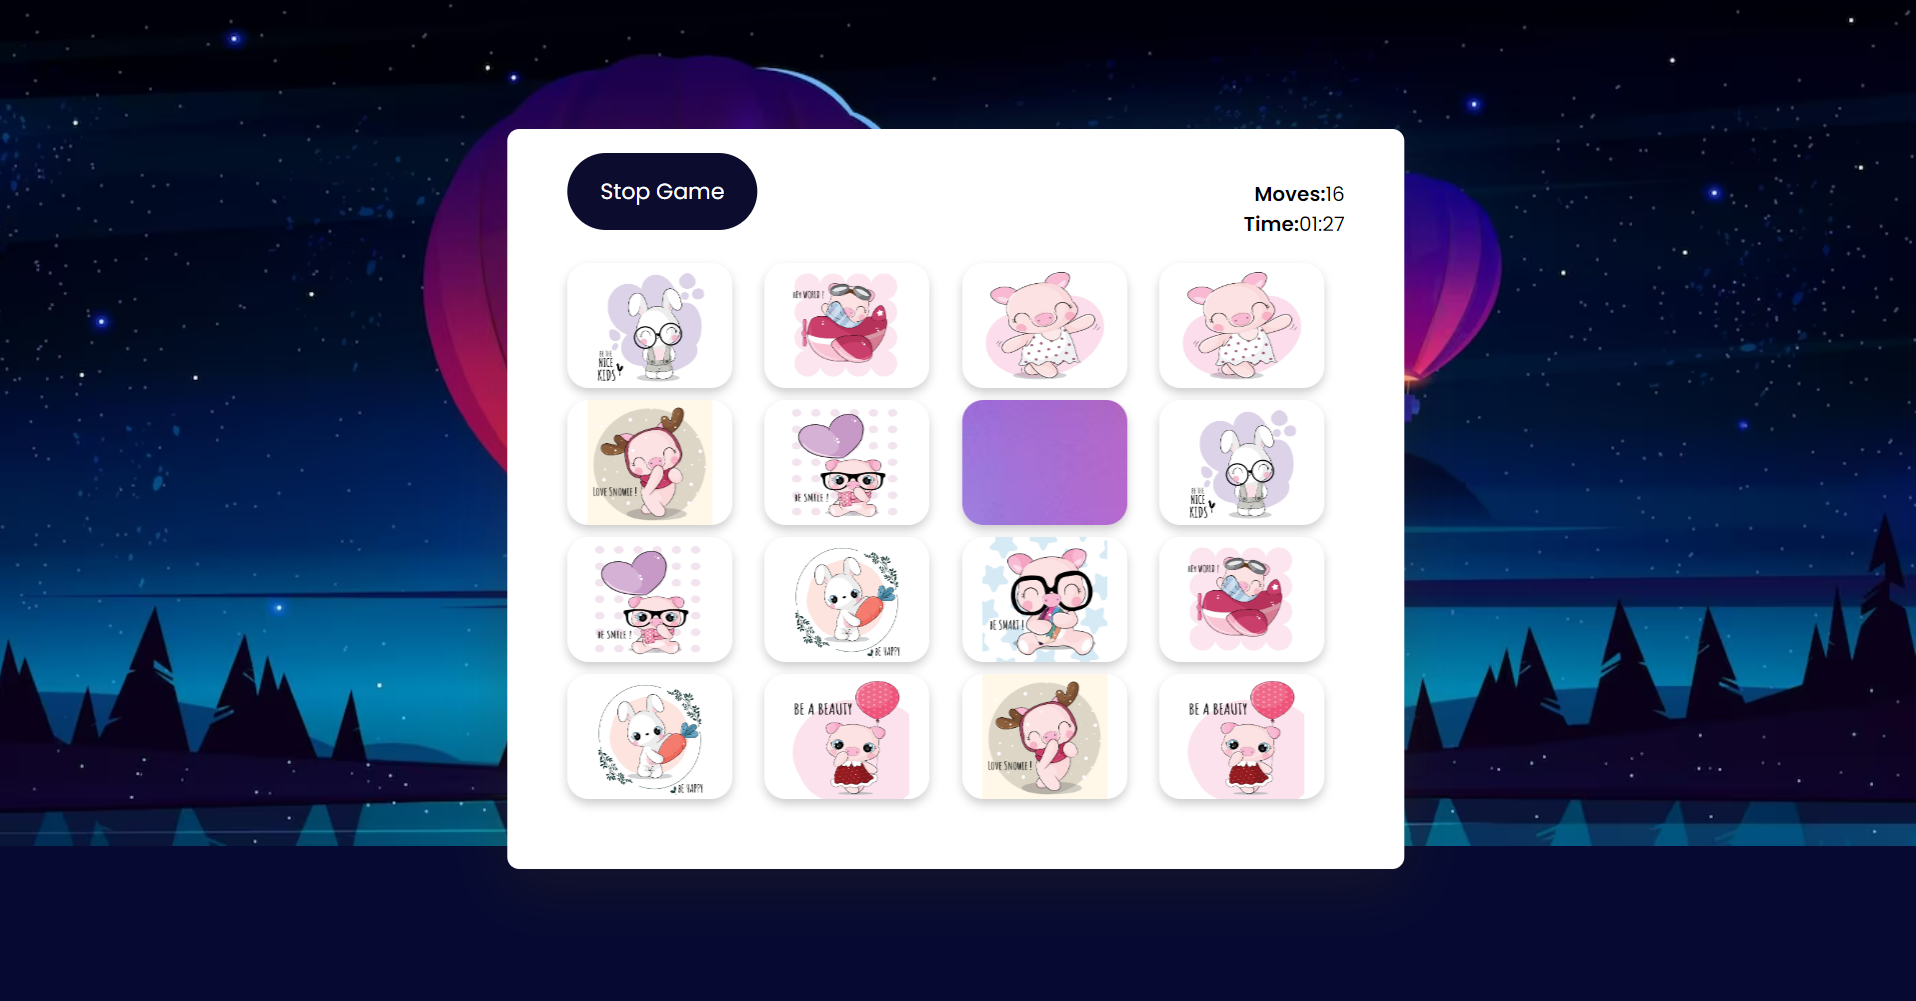 Stop Game
Moves:16
Time:01:27
BE THE
NICE
KIDS
HEY WORLD !
LOVE SNOWIE !
BE SMILE !
BE THE
NICE
KIDS
BE SMILE !
BE HAPPY
BE SMART !
HEY WORLD !
BE HAPPY
BE A BEAUTY
LOVE SNOWIE !
BE A BEAUTY